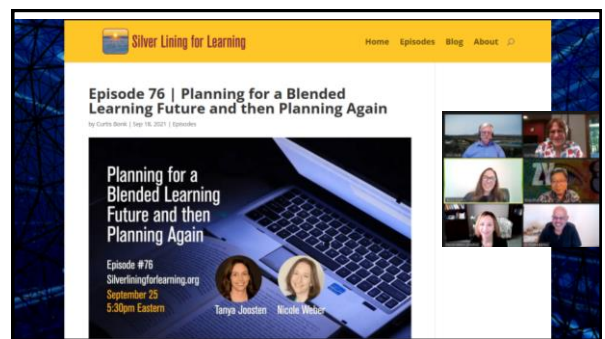 Silver Lining for Learning
Home Episodes Blog About
Episode 76 | Planning for a Blended
Learning Future and then Planning Again
by Curtis Bonk | Sep 18, 2021 | Episodes
Planning for a
Blended Learning
Future and then
Planning Again
Episode #76
Silverliningforlearning.org
September 25
5:30pm Eastern
Tanya Joosten Nicole Weber